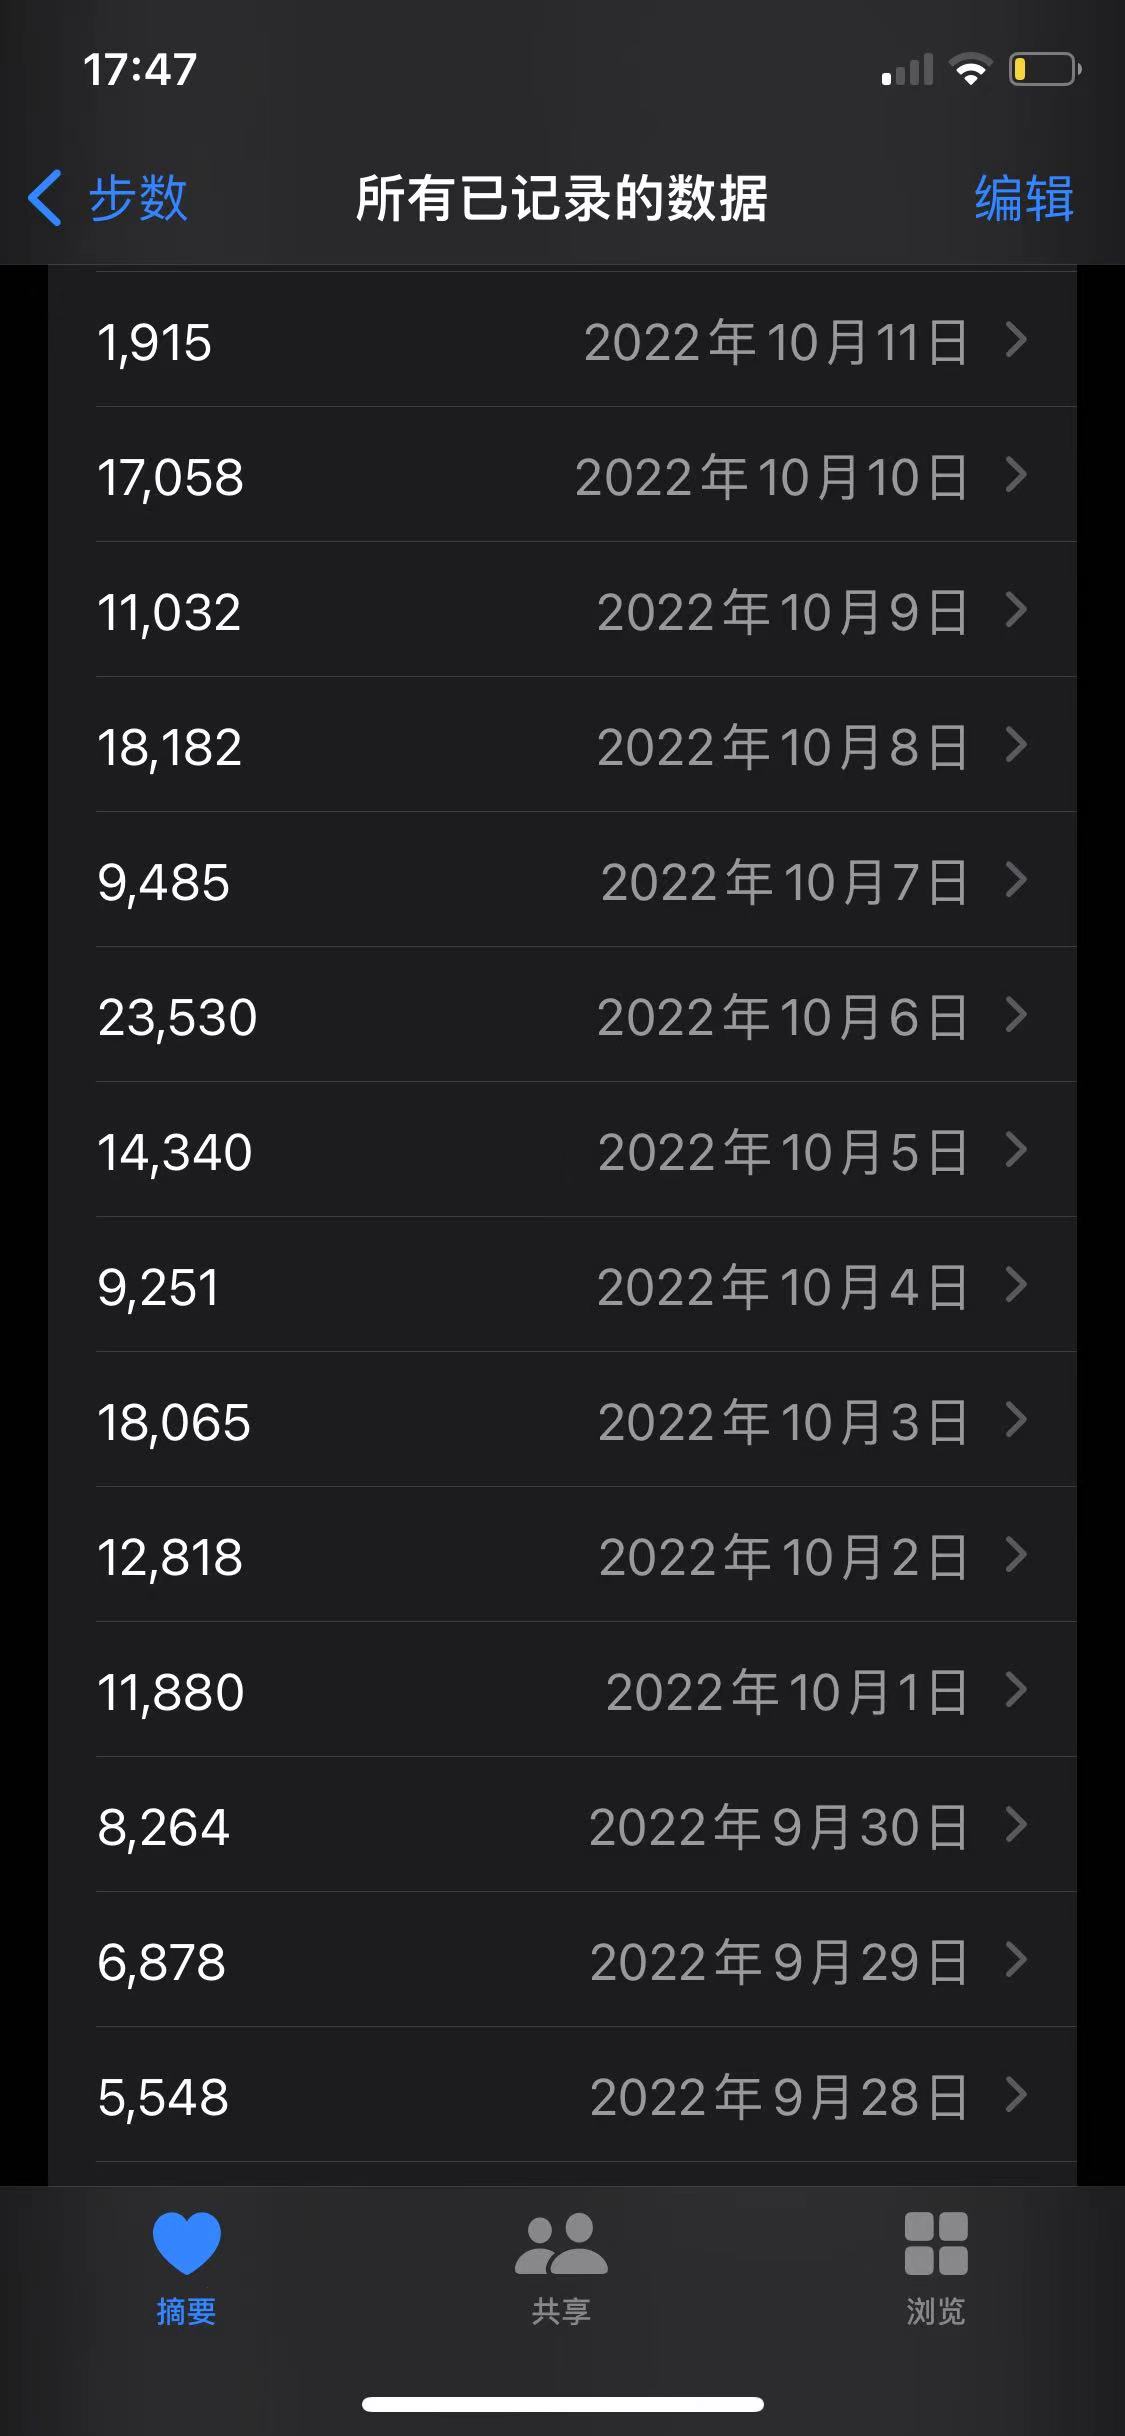 17:47
步数
所有已记录的数据
编辑
1,915 2022年10月11日
17,058 2022年10月10日
11,032 2022年10月9日
18,182 2022年10月8日
9,485 2022年10月7日
23,530 2022年10月6日
14,340 2022年10月5日
9,251 2022年10月4日
18,065 2022年10月3日
12,818 2022年10月2日
11,880 2022年10月1日
8,264 2022年9月30日
6,878 2022年9月29日
5,548 2022年9月28日
摘要
共享
浏览